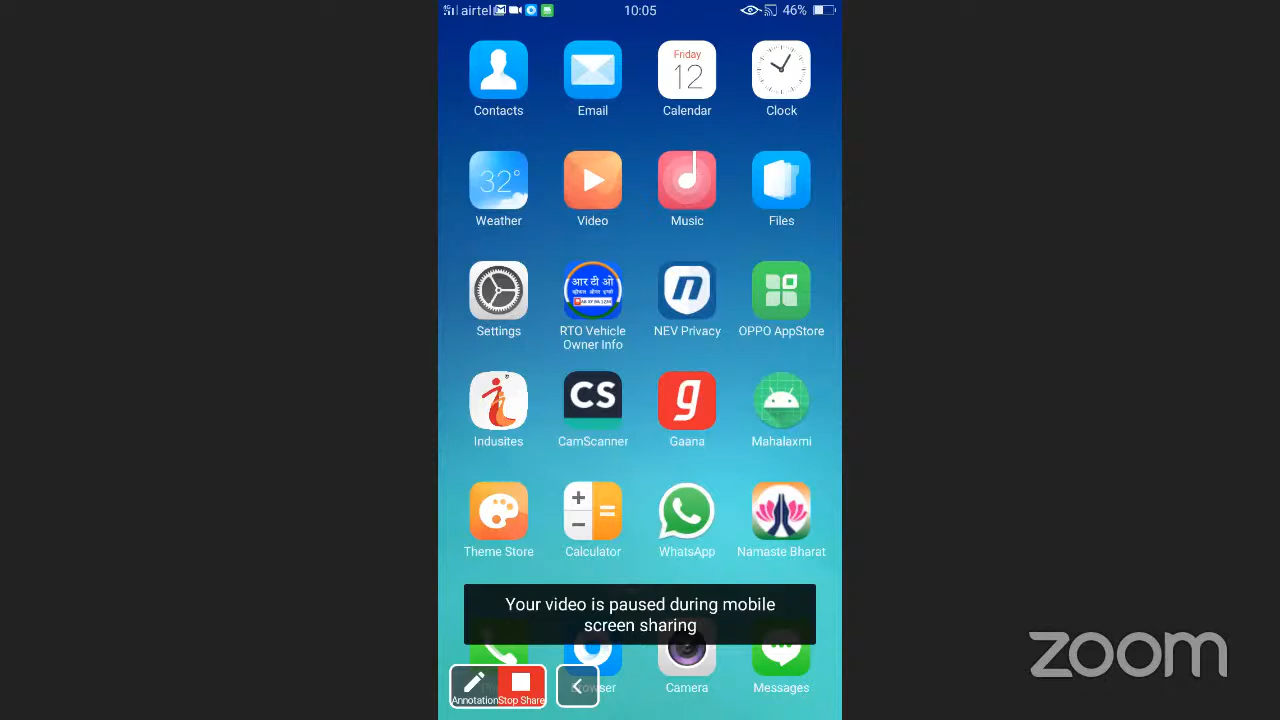 airtel 10:05 46%
Friday
12
Contacts Email Calendar Clock
32°
Weather Video Music Files
आर टी ओ
n
Settings RTO Vehicle NEV Privacy OPPO AppStore
Owner Info
CS g
Indusites CamScanner Gaana Mahalaxmi
Theme Store Calculator WhatsApp Namaste Bharat
Your video is paused during mobile
screen sharing
Annotation Stop Share
Camera Messages
zoom